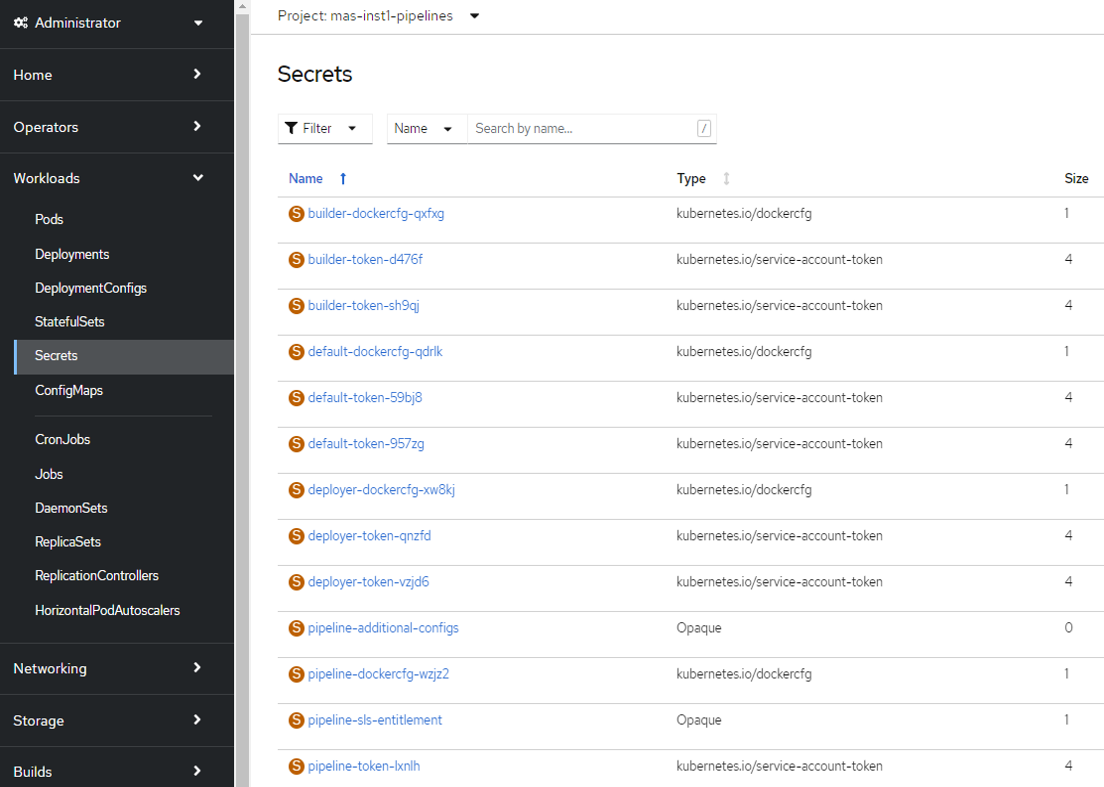 Administrator
Home
Operators
Workloads
Pods
Deployments
DeploymentConfigs
StatefulSets
Secrets
ConfigMaps
CronJobs
Jobs
DaemonSets
ReplicaSets
ReplicationControllers
HorizontalPodAutoscalers
Networking
Storage
Builds
Project: mas-inst1-pipelines
Secrets
Filter Name Search by name... /
Name Type Size
S builder-dockercfg-qxfxg kubernetes.io/dockercfg 1
S builder-token-d476f kubernetes.io/service-account-token 4
S builder-token-sh9qj kubernetes.io/service-account-token 4
S default-dockercfg-qdrlk kubernetes.io/dockercfg 1
S default-token-59bj8 kubernetes.io/service-account-token 4
S default-token-957zg kubernetes.io/service-account-token 4
S deployer-dockercfg-xw8kj kubernetes.io/dockercfg 1
S deployer-token-qnzfd kubernetes.io/service-account-token 4
S deployer-token-vzjd6 kubernetes.io/service-account-token 4
S pipeline-additional-configs Opaque 0
S pipeline-dockercfg-wzjz2 kubernetes.io/dockercfg 1
S pipeline-sls-entitlement Opaque 1
S pipeline-token-lxnlh kubernetes.io/service-account-token 4